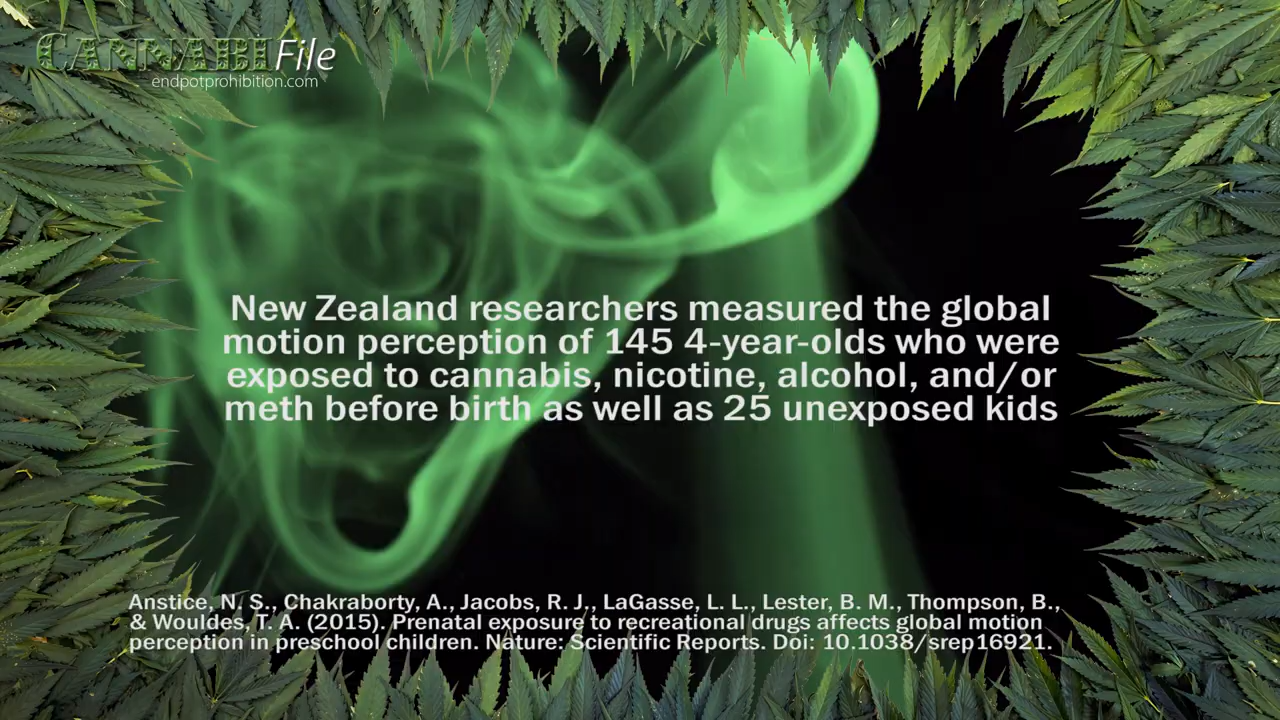 CANNABIFile
endpotprohibition.com
New Zealand researchers measured the global
motion perception of 145 4-year-olds who were
exposed to cannabis, nicotine, alcohol, and/or
meth before birth as well as 25 unexposed kids
Anstice, N. S., Chakraborty, A., Jacobs, R. J., LaGasse, L. L., Lester, B. M., Thompson, B.,
& Wouldes, T. A. (2015). Prenatal exposure to recreational drugs affects global motion
perception in preschool children. Nature: Scientific Reports. Doi: 10.1038/srep16921.